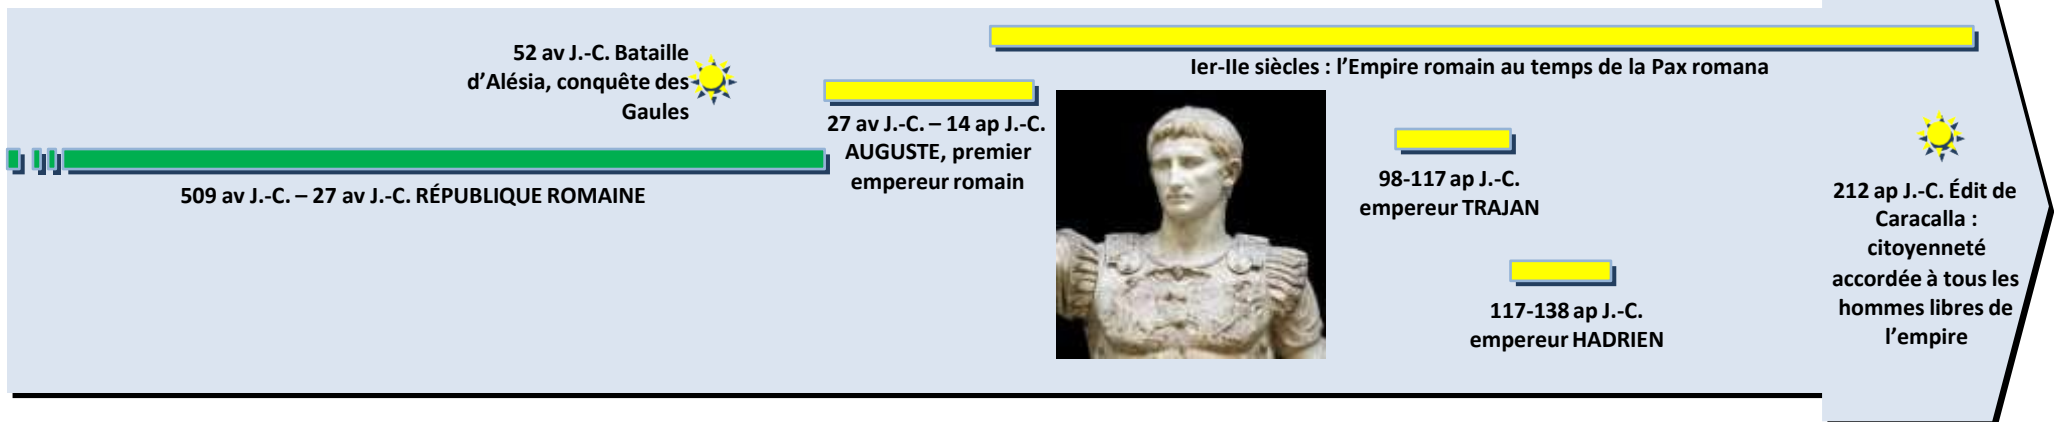 52 av J.-C. Bataille
d’Alésia, conquête des
Gaules
509 av J.-C. – 27 av J.-C. RÉPUBLIQUE ROMAINE
27 av J.-C. – 14 ap J.-C.
AUGUSTE, premier
empereur romain
Ier-IIe siècles : l’Empire romain au temps de la Pax romana
98-117 ap J.-C.
empereur TRAJAN
117-138 ap J.-C.
empereur HADRIEN
212 ap J.-C. Édit de
Caracalla :
citoyenneté
accordée à tous les
hommes libres de
l’empire